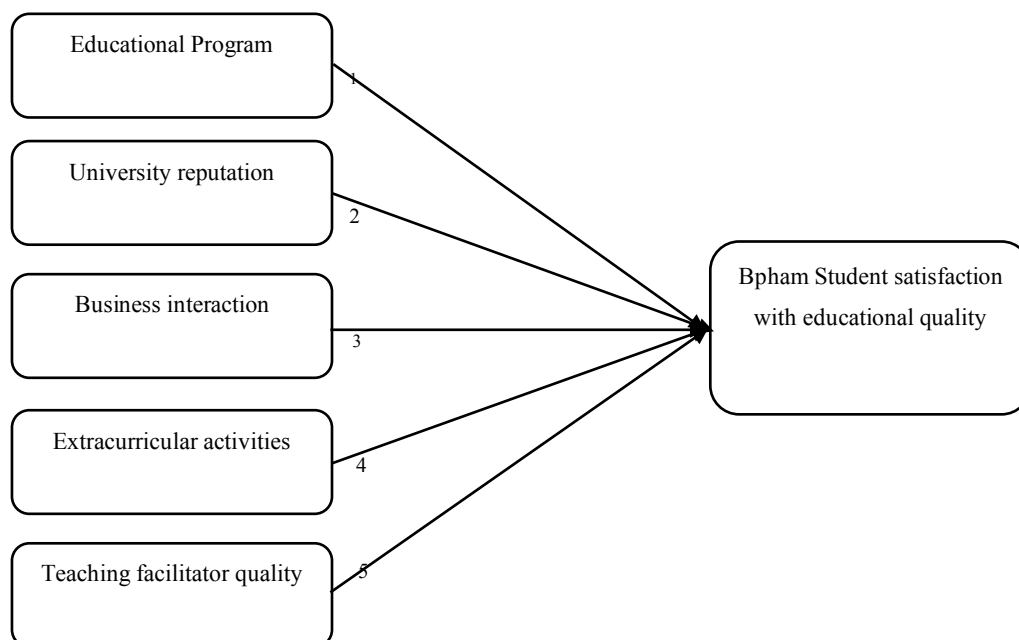 Educational Program
1
University reputation
2
Business interaction
3
Extracurricular activities
4
Teaching facilitator quality
5
Bpham Student satisfaction
with educational quality